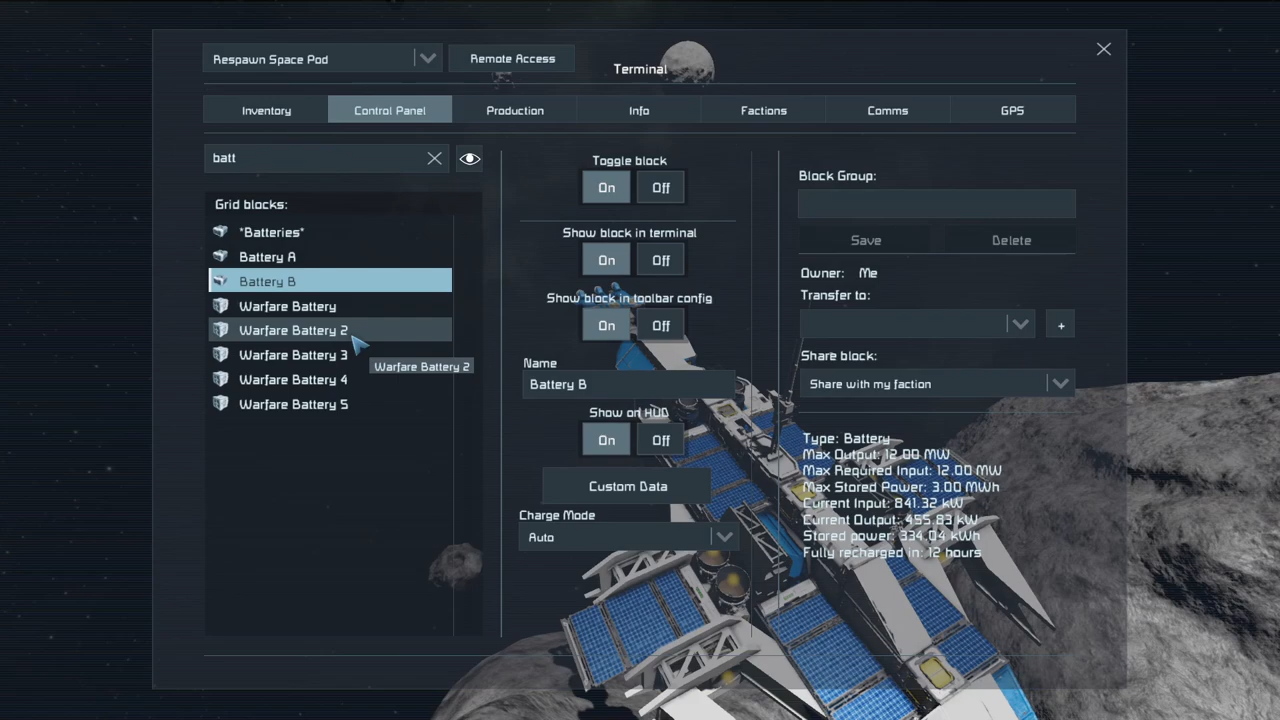 Respawn Space Pod
Remote Access
Terminal
Inventory
Control Panel
Production
Info
Factions
Comms
GPS
batt
Grid blocks:
*Batteries*
Battery A
Battery B
Warfare Battery
Warfare Battery 2
Warfare Battery 3
Warfare Battery 4
Warfare Battery 5
Warfare Battery 2
Toggle block
On Off
Show block in terminal
On Off
Show block in toolbar config
On Off
Name
Battery B
Show on HUD
On Off
Custom Data
Charge Mode
Auto
Block Group:
Save Delete
Owner: Me
Transfer to:
+
Share block:
Share with my faction
Type: Battery
Max Output: 12.00 MW
Max Required Input: 12.00 MW
Max Stored Power: 3.00 MWh
Current Input: 841.32 kW
Current Output: 455.83 kW
Stored power: 334.04 kWh
Fully recharged in: 12 hours